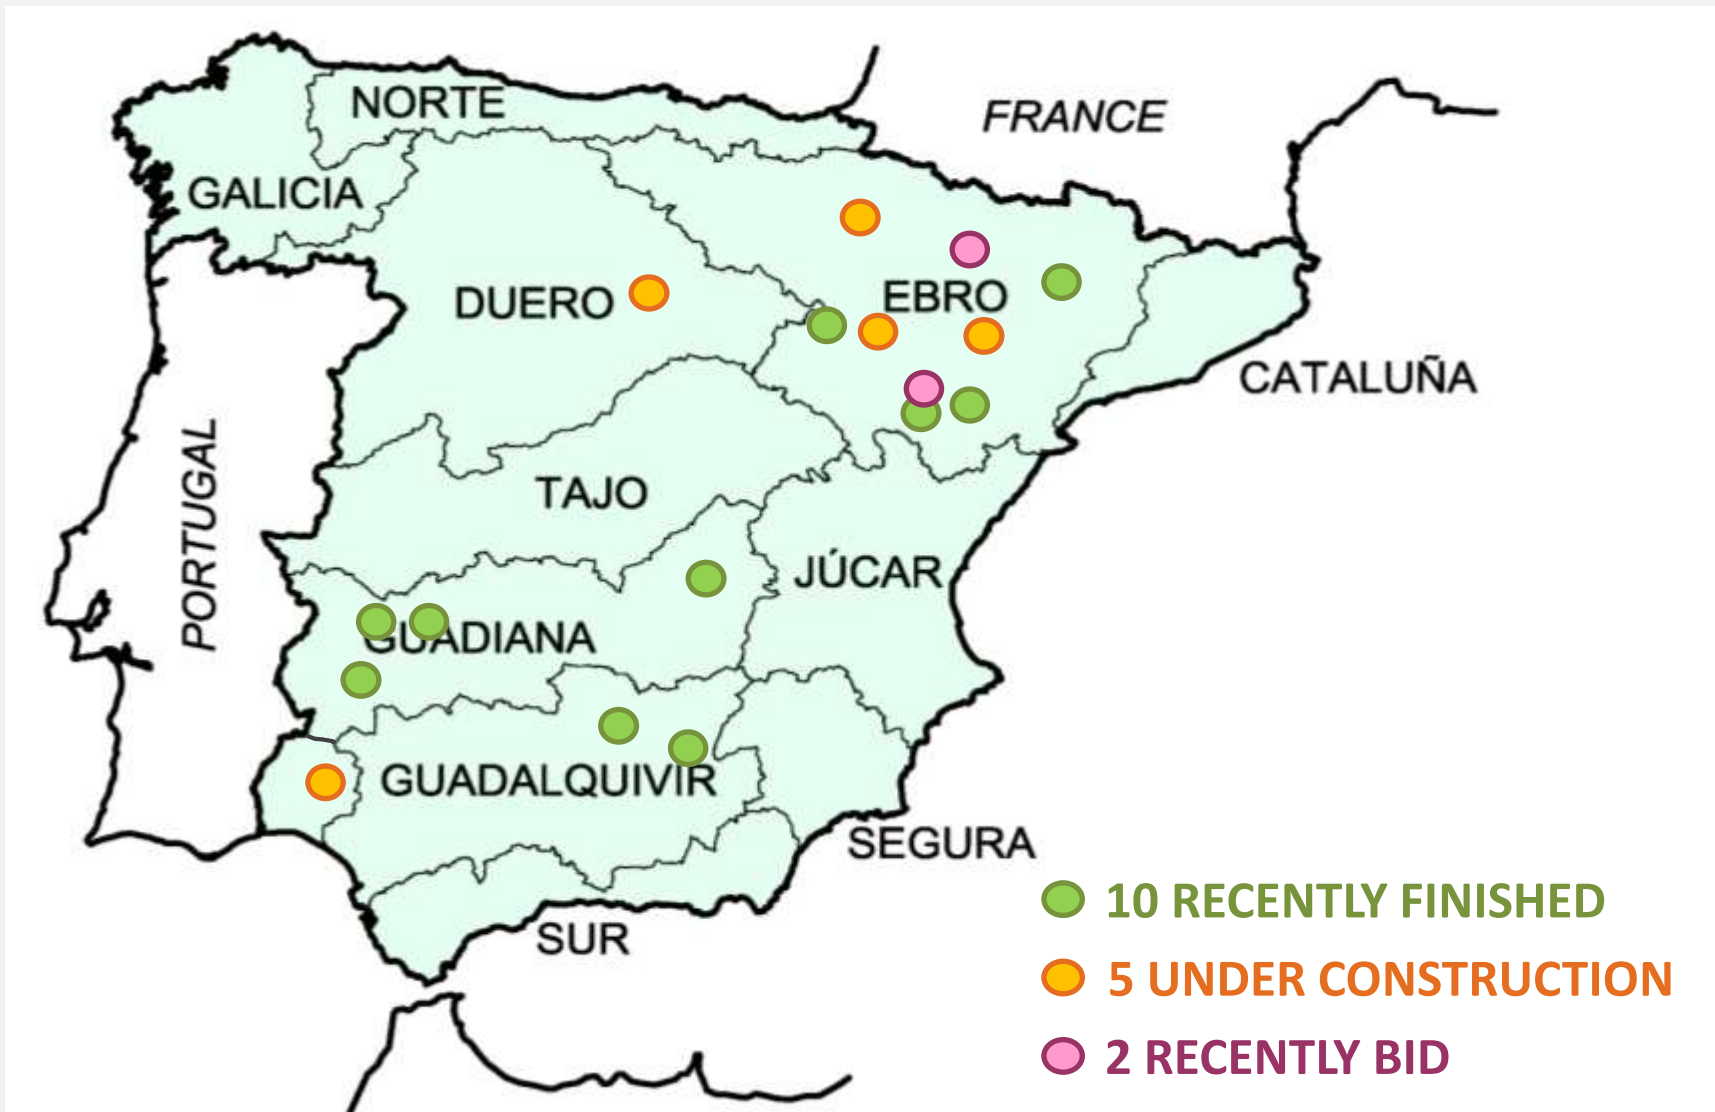 NORTE
FRANCE
GALICIA
DUERO
EBRO
CATALUÑA
PORTUGAL
TAJO
JÚCAR
GUADIANA
GUADALQUIVIR
SEGURA
SUR
10 RECENTLY FINISHED
5 UNDER CONSTRUCTION
2 RECENTLY BID